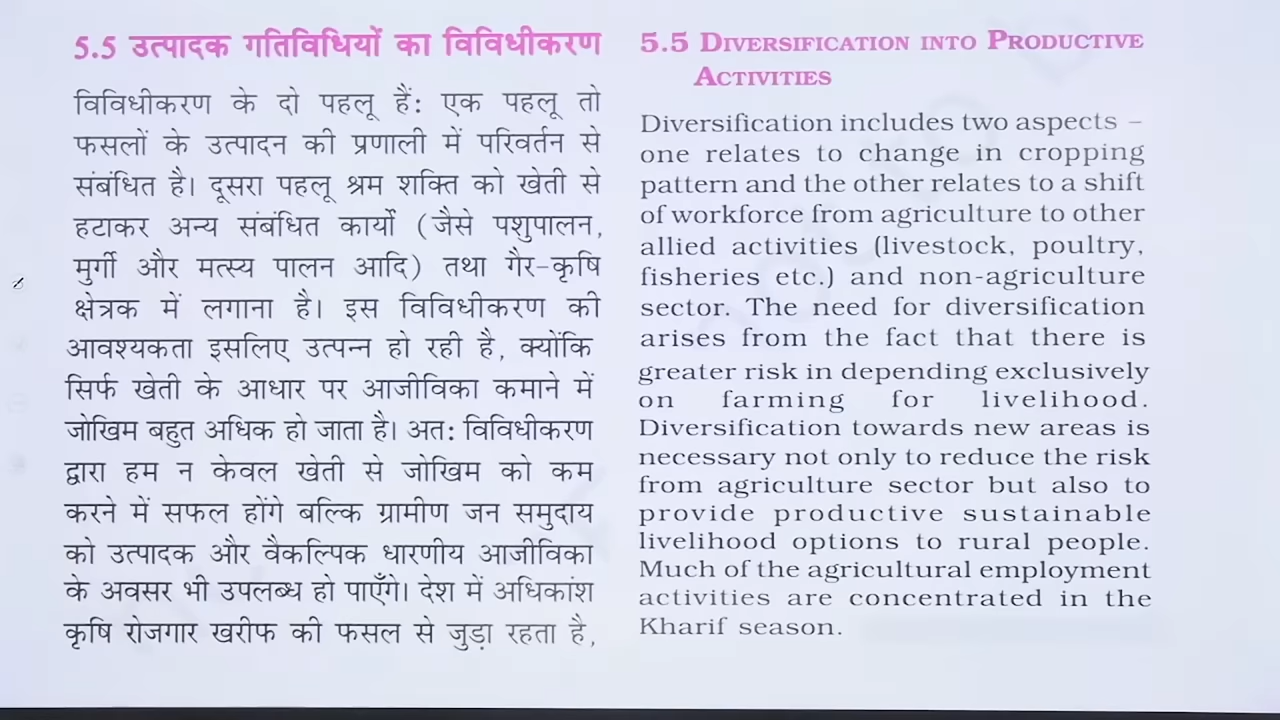 5.5 उत्पादक गतिविधियों का विविधीकरण
विविधीकरण के दो पहलू हैं: एक पहलू तो
फसलों के उत्पादन की प्रणाली में परिवर्तन से
संबंधित है। दूसरा पहलू श्रम शक्ति को खेती से
हटाकर अन्य संबंधित कार्यो (जैसे पशुपालन,
मुर्गी और मत्स्य पालन आदि) तथा गैर-कृषि
क्षेत्रक में लगाना है। इस विविधीकरण की
आवश्यकता इसलिए उत्पन्न हो रही है, क्योंकि
सिर्फ खेती के आधार पर आजीविका कमाने में
जोखिम बहुत अधिक हो जाता है। अत: विविधीकरण
द्वारा हम न केवल खेती से जोखिम को कम
करने में सफल होंगे बल्कि ग्रामीण जन समुदाय
को उत्पादक और वैकल्पिक धारणीय आजीविका
के अवसर भी उपलब्ध हो पाएँगे। देश में अधिकांश
कृषि रोजगार खरीफ की फसल से जुड़ा रहता है,
5.5 DIVERSIFICATION INTO PRODUCTIVE
ACTIVITIES
Diversification includes two aspects –
one relates to change in cropping
pattern and the other relates to a shift
of workforce from agriculture to other
allied activities (livestock, poultry,
fisheries etc.) and non-agriculture
sector. The need for diversification
arises from the fact that there is
greater risk in depending exclusively
on farming for livelihood.
Diversification towards new areas is
necessary not only to reduce the risk
from agriculture sector but also to
provide productive sustainable
livelihood options to rural people.
Much of the agricultural employment
activities are concentrated in the
Kharif season.